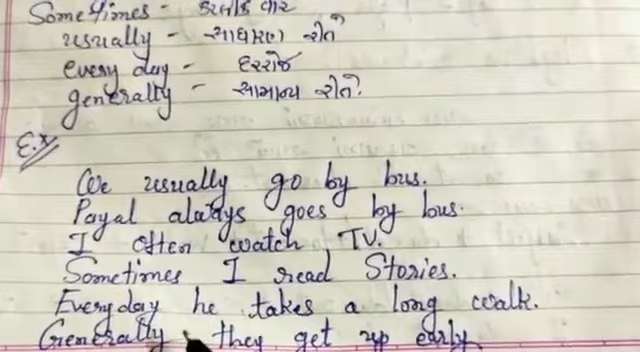 Sometimes - કેટલીક વાર
usually - સાધારણ રીતે
every day - દરરોજ
generally - સામાન્ય રીતે.
Ex
We usually go by bus.
Payal always goes by bus.
I often watch TV.
Sometimes I read Stories.
Everyday he takes a long walk.
Generally they get up early